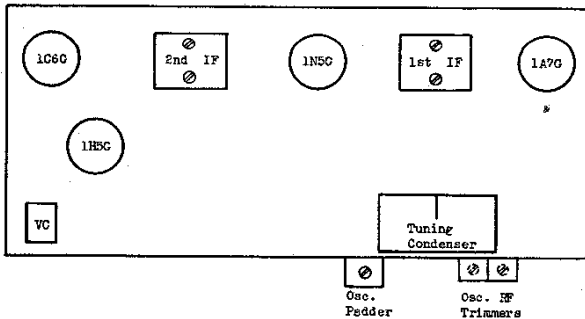 1C6G
2nd IF
1N5G
1st IF
1A7G
1H5G
VC
Tuning
Condenser
Osc.
Padder
Osc. RF
Trimmers